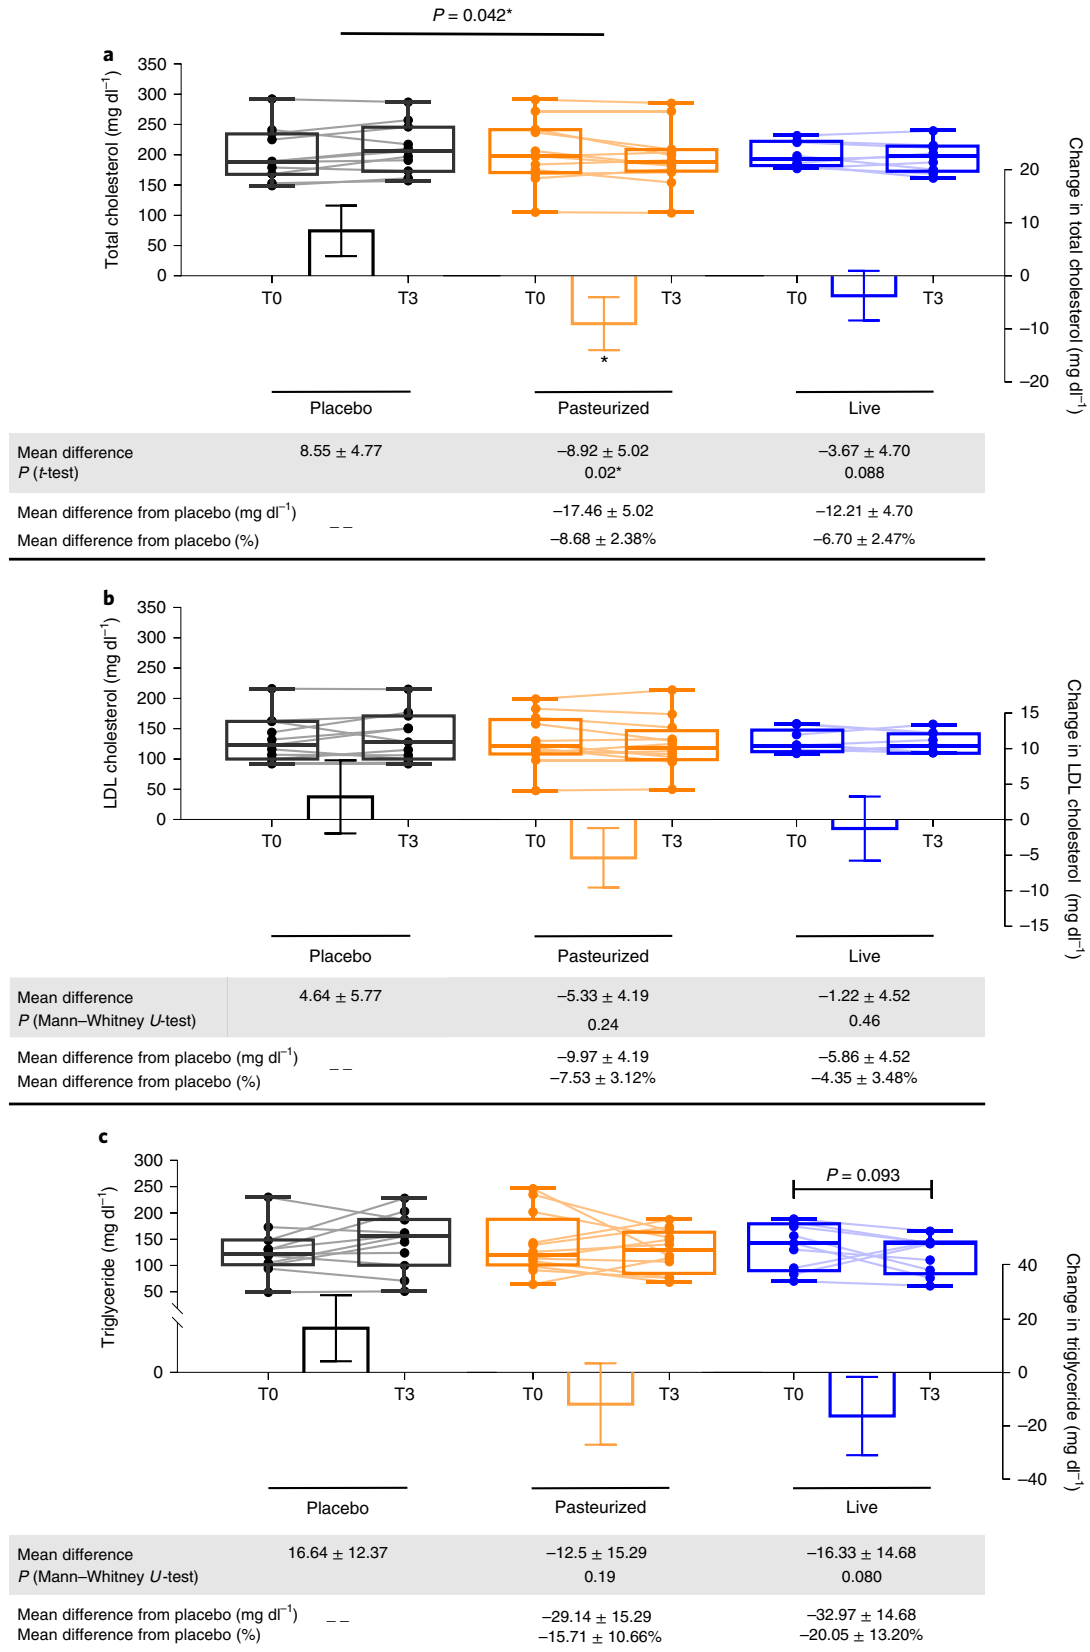 P = 0.042*
a
Total cholesterol (mg dl⁻¹)
350
300
250
200
150
100
50
0
20
10
0
–10
–20
Change in total cholesterol (mg dl⁻¹)
T0 T3 T0 T3 T0 T3
*
Placebo Pasteurized Live
Mean difference 8.55 ± 4.77 –8.92 ± 5.02 –3.67 ± 4.70
P (t-test) 0.02* 0.088
Mean difference from placebo (mg dl⁻¹) – – –17.46 ± 5.02 –12.21 ± 4.70
Mean difference from placebo (%) –8.68 ± 2.38% –6.70 ± 2.47%
b
LDL cholesterol (mg dl⁻¹)
350
300
250
200
150
100
50
0
15
10
5
0
–5
–10
–15
Change in LDL cholesterol (mg dl⁻¹)
T0 T3 T0 T3 T0 T3
Placebo Pasteurized Live
Mean difference 4.64 ± 5.77 –5.33 ± 4.19 –1.22 ± 4.52
P (Mann–Whitney U-test) 0.24 0.46
Mean difference from placebo (mg dl⁻¹) – – –9.97 ± 4.19 –5.86 ± 4.52
Mean difference from placebo (%) –7.53 ± 3.12% –4.35 ± 3.48%
c
Triglyceride (mg dl⁻¹)
300
250
200
150
100
50
0
P = 0.093
40
20
0
–20
–40
Change in triglyceride (mg dl⁻¹)
T0 T3 T0 T3 T0 T3
Placebo Pasteurized Live
Mean difference 16.64 ± 12.37 –12.5 ± 15.29 –16.33 ± 14.68
P (Mann–Whitney U-test) 0.19 0.080
Mean difference from placebo (mg dl⁻¹) – – –29.14 ± 15.29 –32.97 ± 14.68
Mean difference from placebo (%) –15.71 ± 10.66% –20.05 ± 13.20%